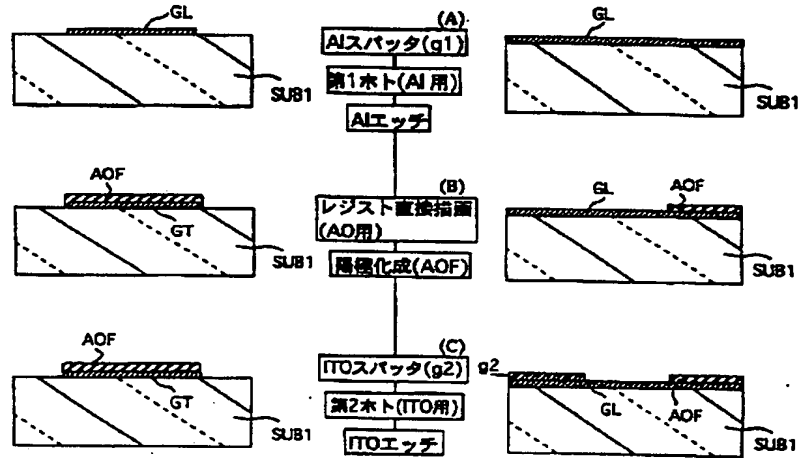 GL
SUB1
(A)
Alスパッタ(g1)
第1ホト(Al用)
Alエッチ
GL
SUB1
AOF
GT
SUB1
(B)
レジスト直接描画
(AO用)
陽極化成(AOF)
GL
AOF
SUB1
AOF
GT
SUB1
(C)
ITOスパッタ(g2)
第2ホト(ITO用)
ITOエッチ
g2
GL
AOF
SUB1